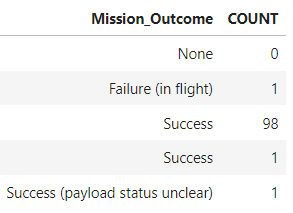 Mission_Outcome COUNT
None 0
Failure (in flight) 1
Success 98
Success 1
Success (payload status unclear) 1